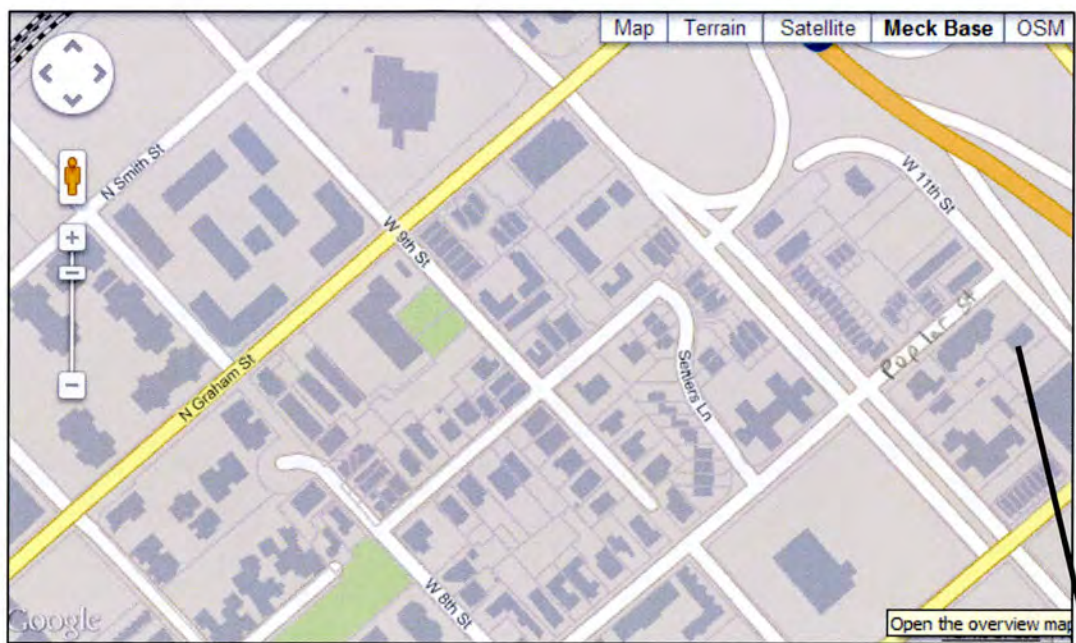 Map Terrain Satellite Meck Base OSM
N Smith St
W 9th St
W 11th St
Poplar St
N Graham St
Settlers Ln
W 8th St
Google
Open the overview map